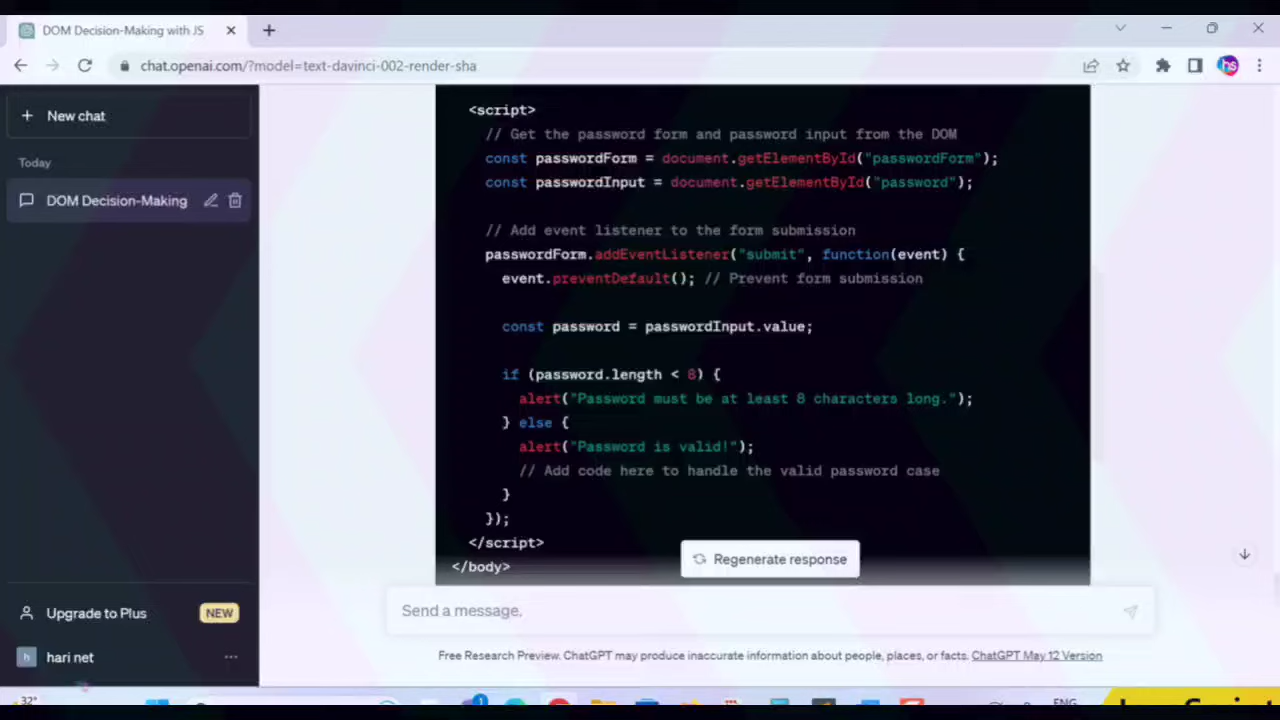 DOM Decision-Making with JS
chat.openai.com/?model=text-davinci-002-render-sha
hs
New chat
Today
DOM Decision-Making
<script>
// Get the password form and password input from the DOM
const passwordForm = document.getElementById("passwordForm");
const passwordInput = document.getElementById("password");
// Add event listener to the form submission
passwordForm.addEventListener("submit", function(event) {
event.preventDefault(); // Prevent form submission
const password = passwordInput.value;
if (password.length < 8) {
alert("Password must be at least 8 characters long.");
} else {
alert("Password is valid!");
// Add code here to handle the valid password case
}
});
</script>
</body>
Regenerate response
Send a message.
Free Research Preview. ChatGPT may produce inaccurate information about people, places, or facts. ChatGPT May 12 Version
Upgrade to Plus
NEW
h
hari net
32°
ENG